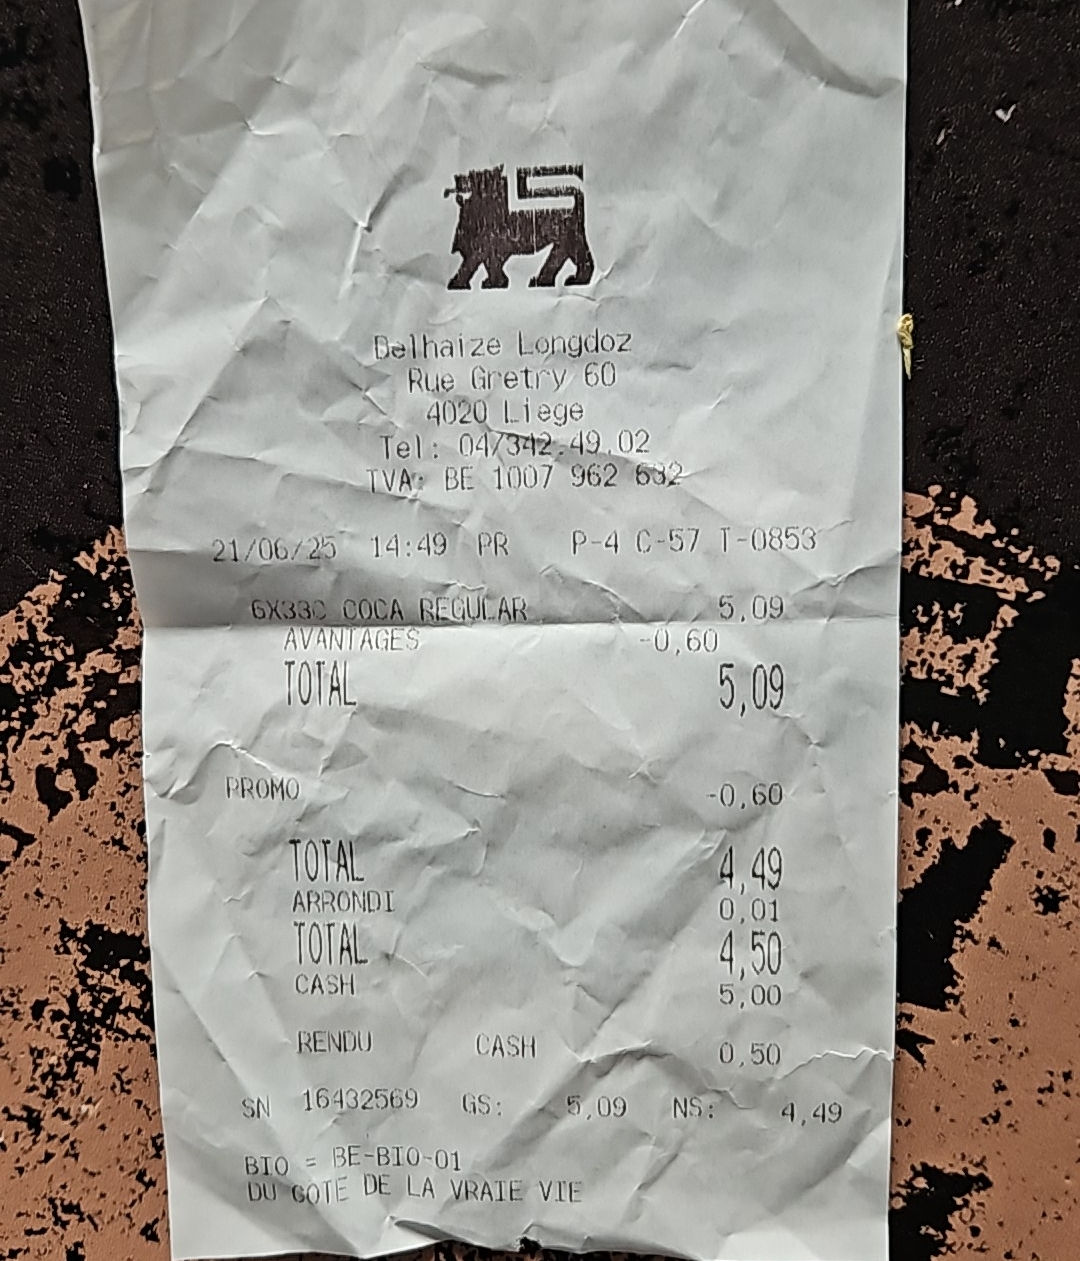 Delhaize Longdoz
Rue Gretry 60
4020 Liege
Tel: 04/342.49.02
TVA: BE 1007 962 632
21/06/25 14:49 PR P-4 C-57 T-0853
6X33C COCA REGULAR 5,09
AVANTAGES -0,60
TOTAL 5,09
PROMO -0,60
TOTAL 4,49
ARRONDI 0,01
TOTAL 4,50
CASH 5,00
RENDU CASH 0,50
SN 16432569 GS: 5,09 NS: 4,49
BIO = BE-BIO-01
DU COTE DE LA VRAIE VIE